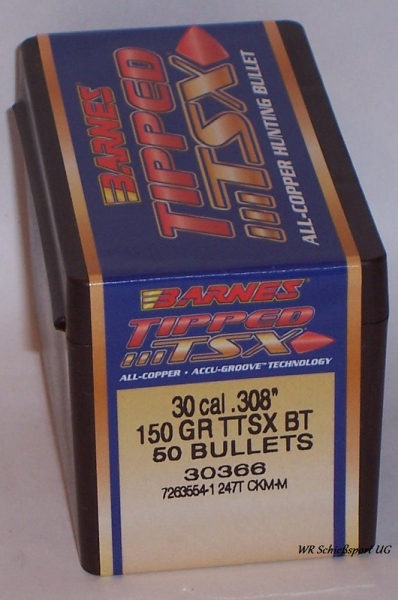 BARNES
TIPPED
TSX
ALL-COPPER HUNTING BULLET
BARNES
TIPPED
TSX
ALL-COPPER • ACCU-GROOVE™ TECHNOLOGY
30 cal .308"
150 GR TTSX BT
50 BULLETS
30366
7263554-1 247T CKM-M
WR Schießsport UG